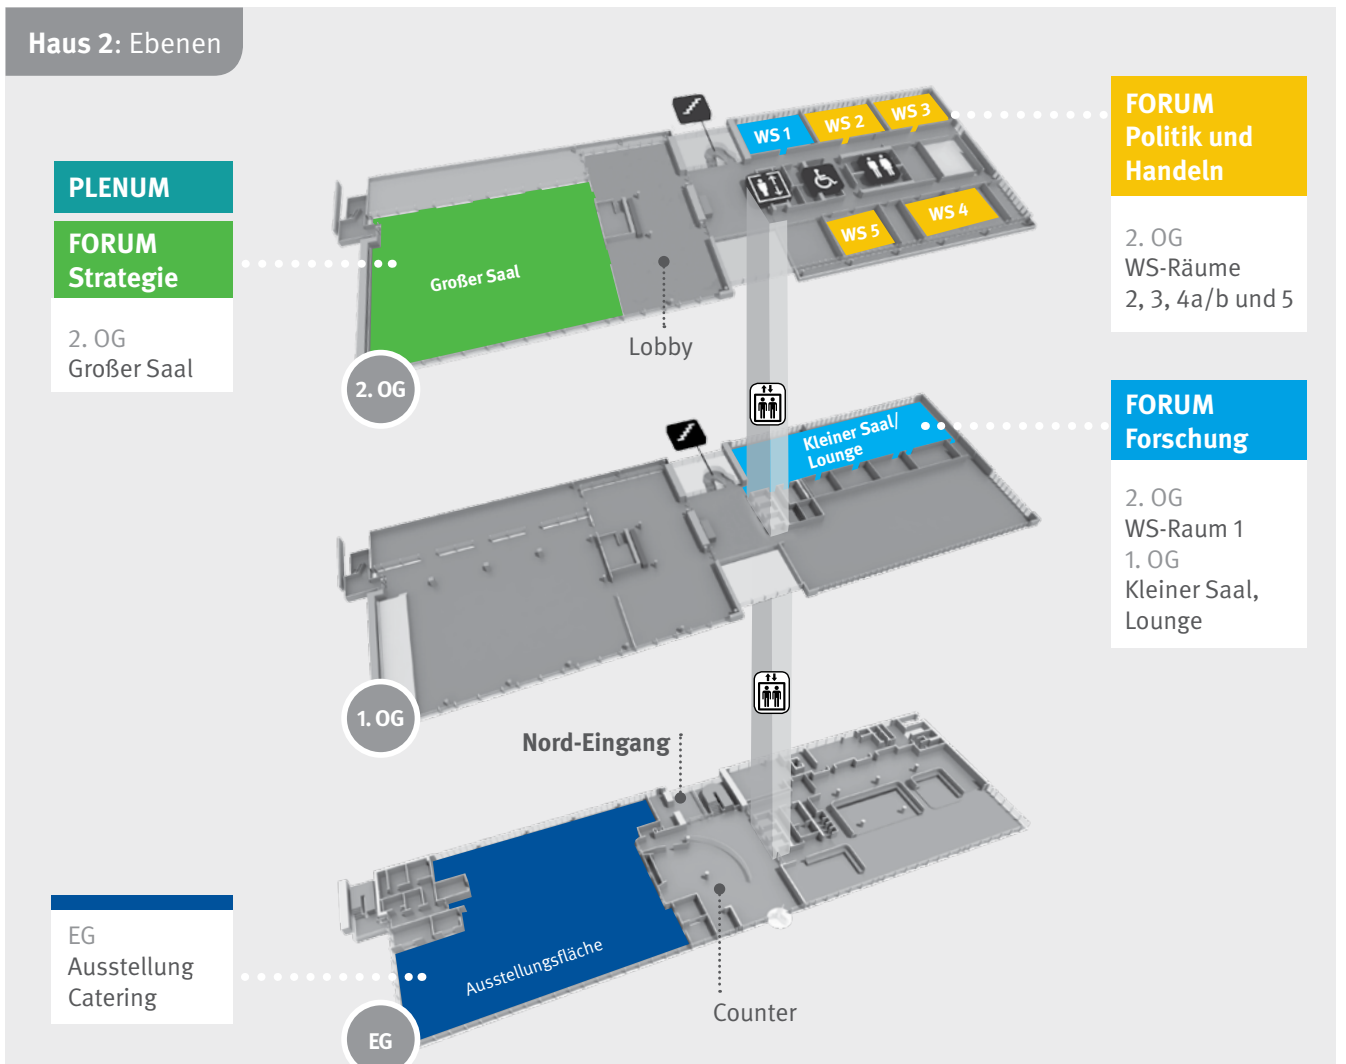 Haus 2: Ebenen
PLENUM
FORUM
Strategie
2. OG
Großer Saal
WS 1
WS 2
WS 3
WS 4
WS 5
Großer Saal
Lobby
2. OG
FORUM
Politik und
Handeln
2. OG
WS-Räume
2, 3, 4a/b und 5
Kleiner Saal/
Lounge
1. OG
FORUM
Forschung
2. OG
WS-Raum 1
1. OG
Kleiner Saal,
Lounge
Nord-Eingang
EG
Ausstellung
Catering
Ausstellungsfläche
Counter
EG